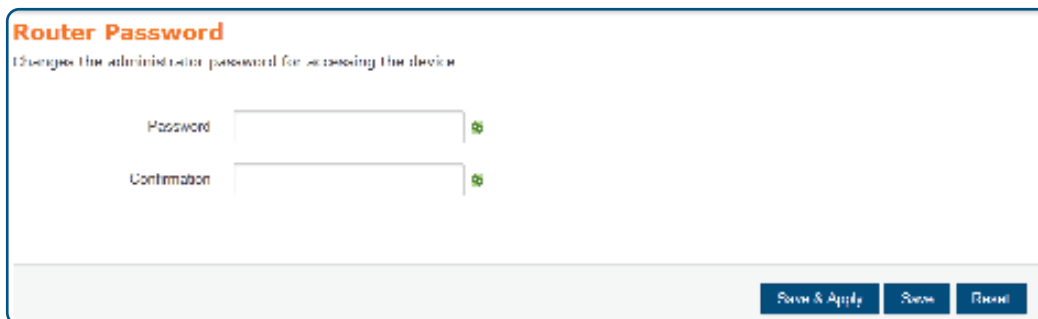 Router Password
Changes the administrator password for accessing the device
Password
Confirmation
Save & Apply Save Reset